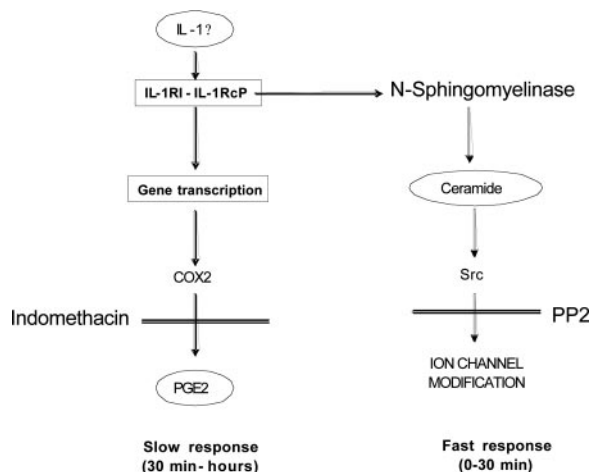 IL-1?
IL-1RI - IL-1RcP
N-Sphingomyelinase
Gene transcription
Ceramide
COX2
Src
Indomethacin
PP2
PGE2
ION CHANNEL
MODIFICATION
Slow response
(30 min- hours)
Fast response
(0-30 min)